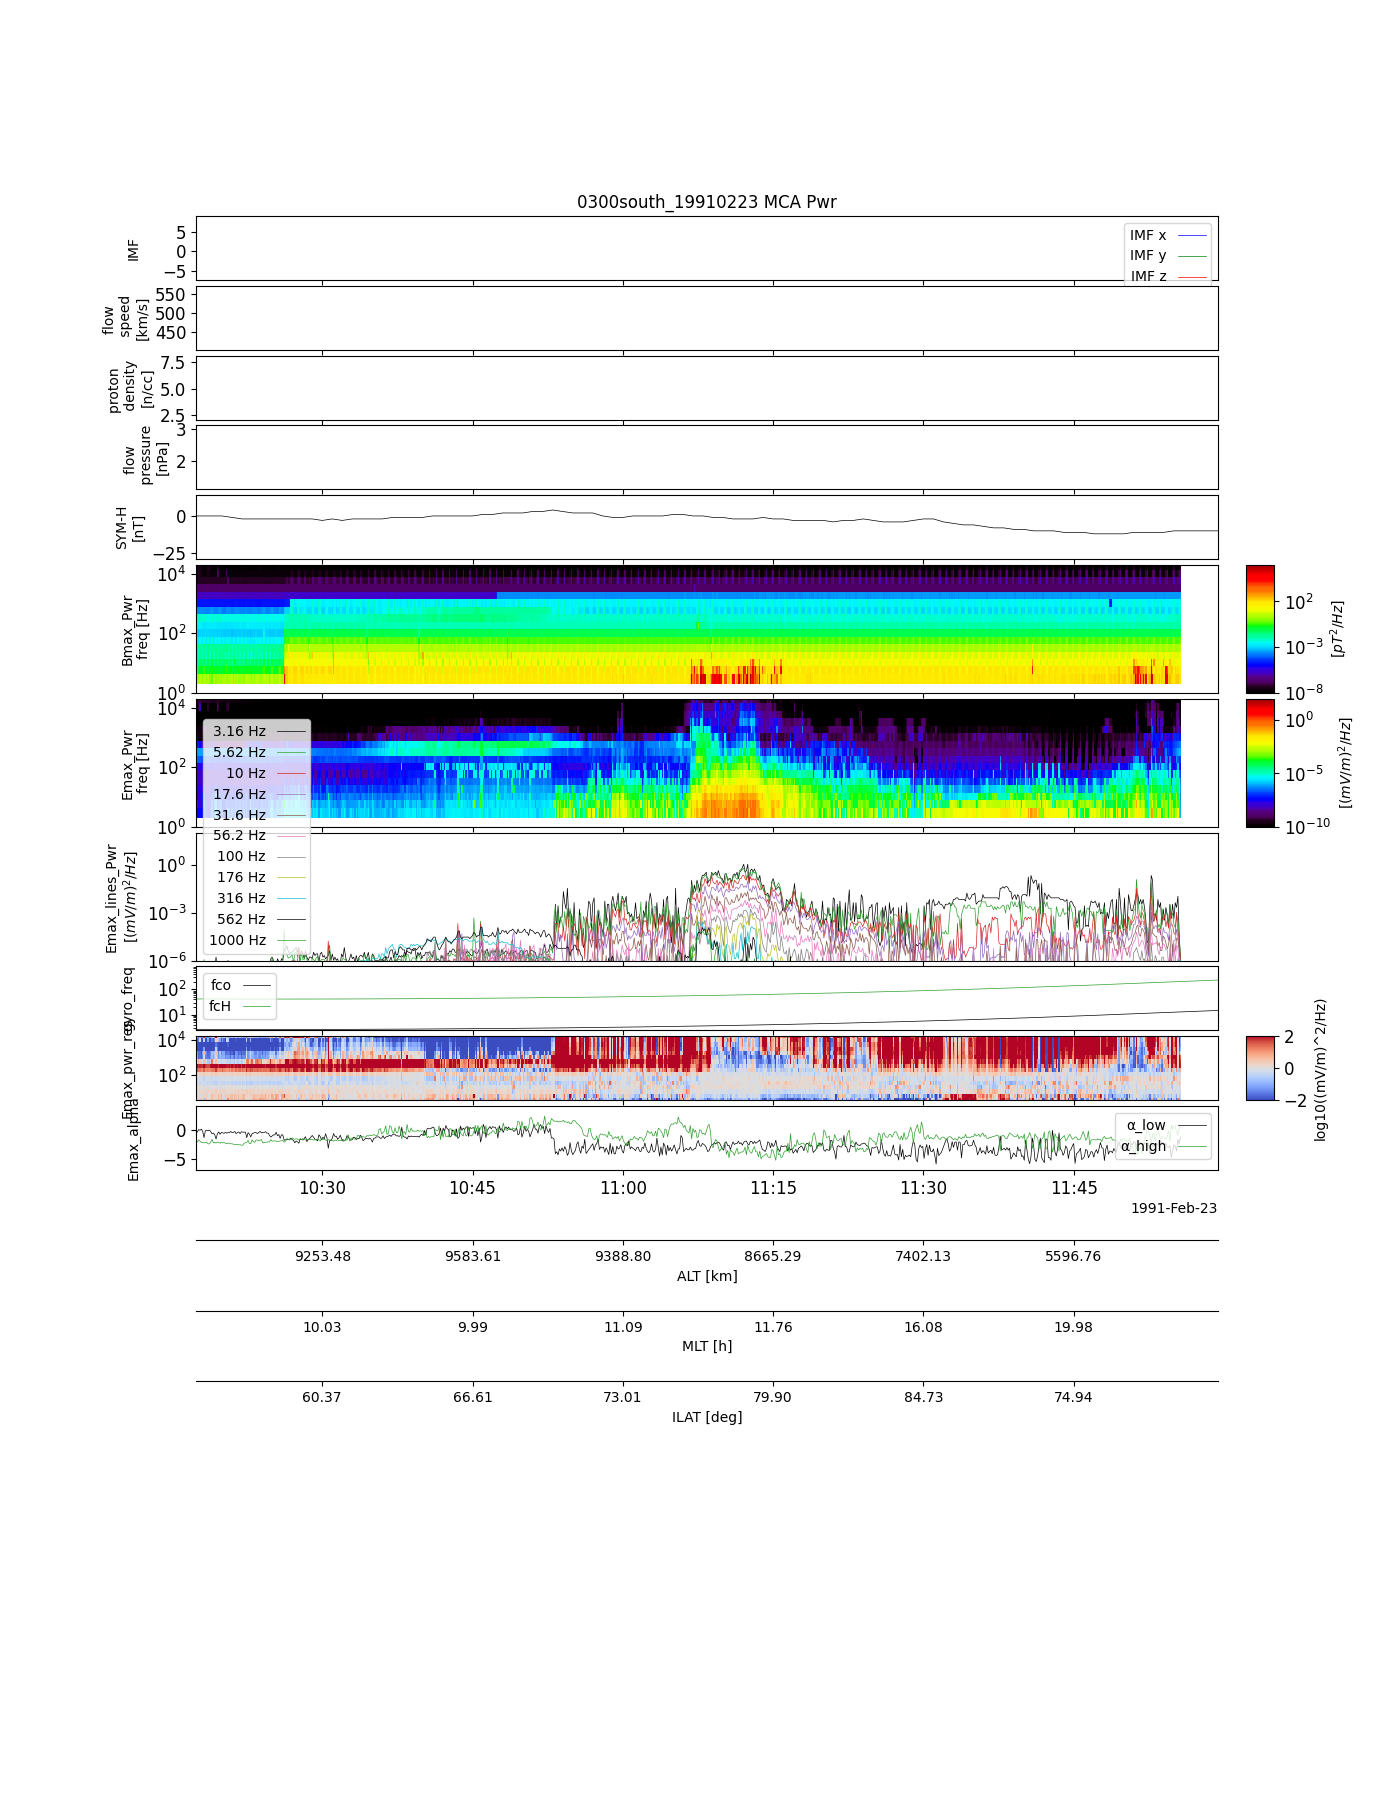 0300south_19910223 MCA Pwr
IMF
5
0
−5
IMF x
IMF y
IMF z
flow
speed
[km/s]
550
500
450
proton
density
[n/cc]
7.5
5.0
2.5
flow
pressure
[nPa]
3
2
SYM-H
[nT]
0
−25
Bmax_Pwr
freq [Hz]
10^4
10^2
10^0
10^2
10^−3
10^−8
[pT^2/Hz]
Emax_Pwr
freq [Hz]
10^4
10^2
10^0
10^0
10^−5
10^−10
[(mV/m)^2/Hz]
3.16 Hz
5.62 Hz
10 Hz
17.6 Hz
31.6 Hz
56.2 Hz
100 Hz
176 Hz
316 Hz
562 Hz
1000 Hz
Emax_lines_Pwr
[(mV/m)^2/Hz]
10^0
10^−3
10^−6
gyro_freq
10^2
10^1
fco
fcH
Emax_pwr_res
10^4
10^2
2
0
−2
log10((mV/m)^2/Hz)
Emax_alpha
0
−5
α_low
α_high
10:30
10:45
11:00
11:15
11:30
11:45
1991-Feb-23
9253.48
9583.61
9388.80
8665.29
7402.13
5596.76
ALT [km]
10.03
9.99
11.09
11.76
16.08
19.98
MLT [h]
60.37
66.61
73.01
79.90
84.73
74.94
ILAT [deg]